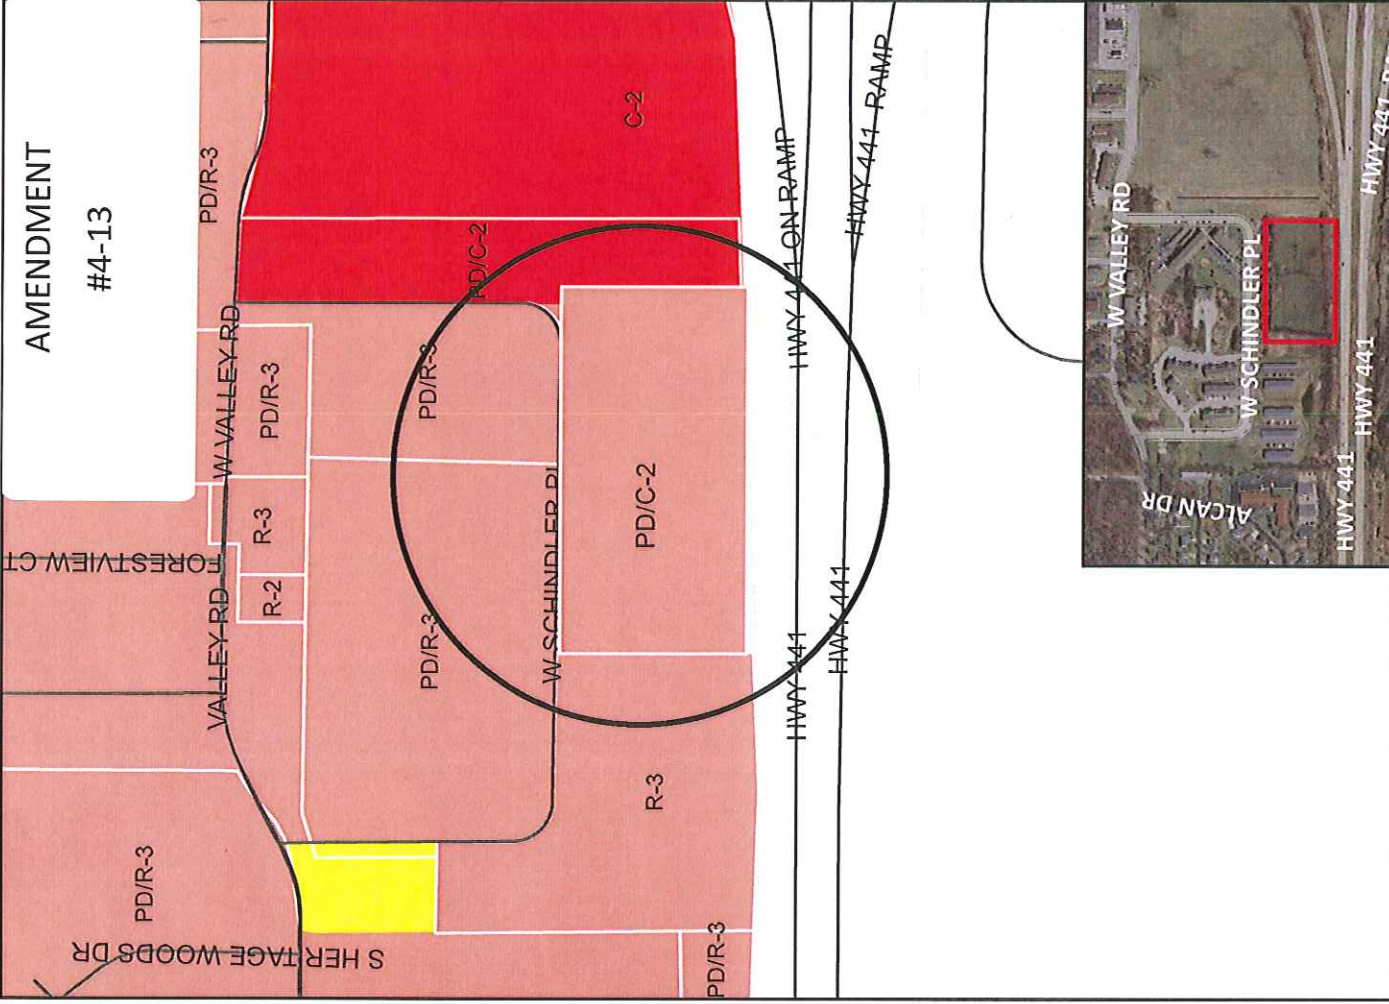 AMENDMENT
#4-13
PD/R-3
C-2
PD/C-2
W VALLEY RD
PD/R-3
PD/R-3
R-3
R-2
FORESTVIEW CT
VALLEY RD
PD/R-3
W SCHINDLER PL
PD/C-2
HWY 441 ON RAMP
HWY 441 RAMP
HWY 441
HWY 441
R-3
PD/R-3
S HERITAGE WOODS DR
PD/R-3
W VALLEY RD
W SCHINDLER PL
ALCAN DR
HWY 441
HWY 441
HWY 441